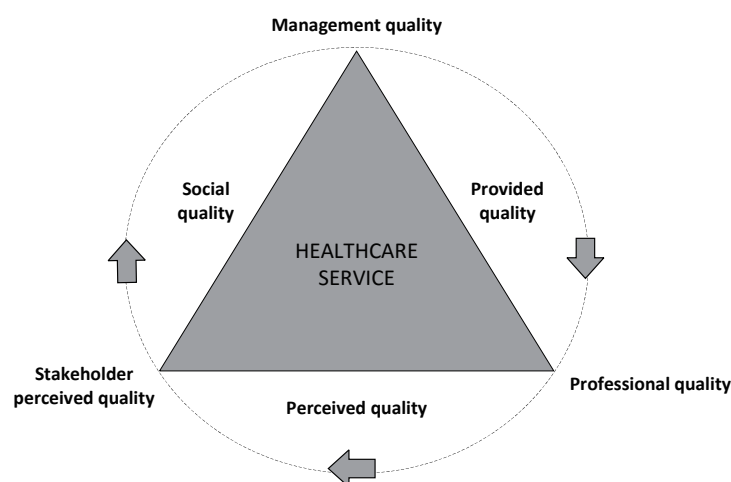 Management quality
Social
quality
Provided
quality
HEALTHCARE
SERVICE
Stakeholder
perceived quality
Professional quality
Perceived quality